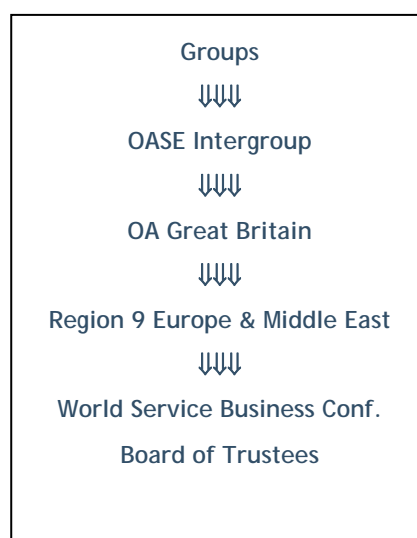 Groups
⇓⇓⇓
OASE Intergroup
⇓⇓⇓
OA Great Britain
⇓⇓⇓
Region 9 Europe & Middle East
⇓⇓⇓
World Service Business Conf.
Board of Trustees